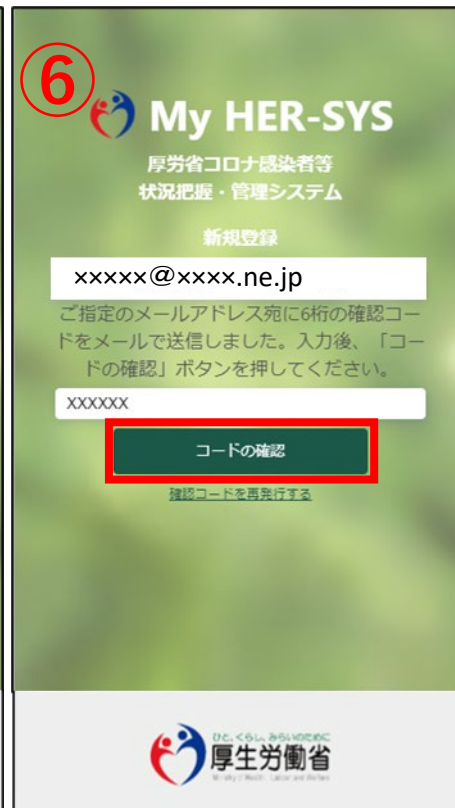 ⑥
My HER-SYS
厚労省コロナ感染者等
状況把握・管理システム
新規登録
×××××@××××.ne.jp
ご指定のメールアドレス宛に6桁の確認コー
ドをメールで送信しました。入力後、「コー
ドの確認」ボタンを押してください。
XXXXXX
コードの確認
確認コードを再発行する
ひと、くらし、みらいのために
厚生労働省
Ministry of Health, Labour and Welfare